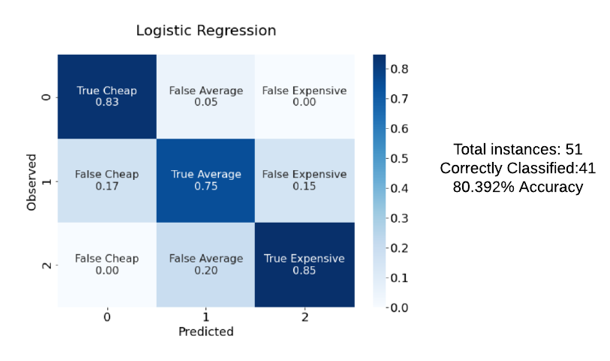 Logistic Regression
True Cheap
0.83
False Average
0.05
False Expensive
0.00
False Cheap
0.17
True Average
0.75
False Expensive
0.15
False Cheap
0.00
False Average
0.20
True Expensive
0.85
0
1
2
Observed
0
1
2
Predicted
0.8
0.7
0.6
0.5
0.4
0.3
0.2
0.1
0.0
Total instances: 51
Correctly Classified:41
80.392% Accuracy